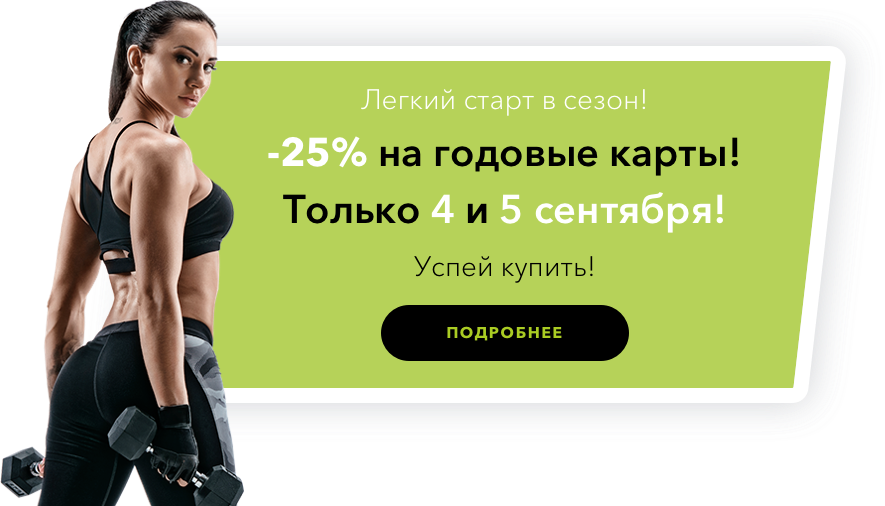 Легкий старт в сезон!
-25% на годовые карты!
Только 4 и 5 сентября!
Успей купить!
ПОДРОБНЕЕ